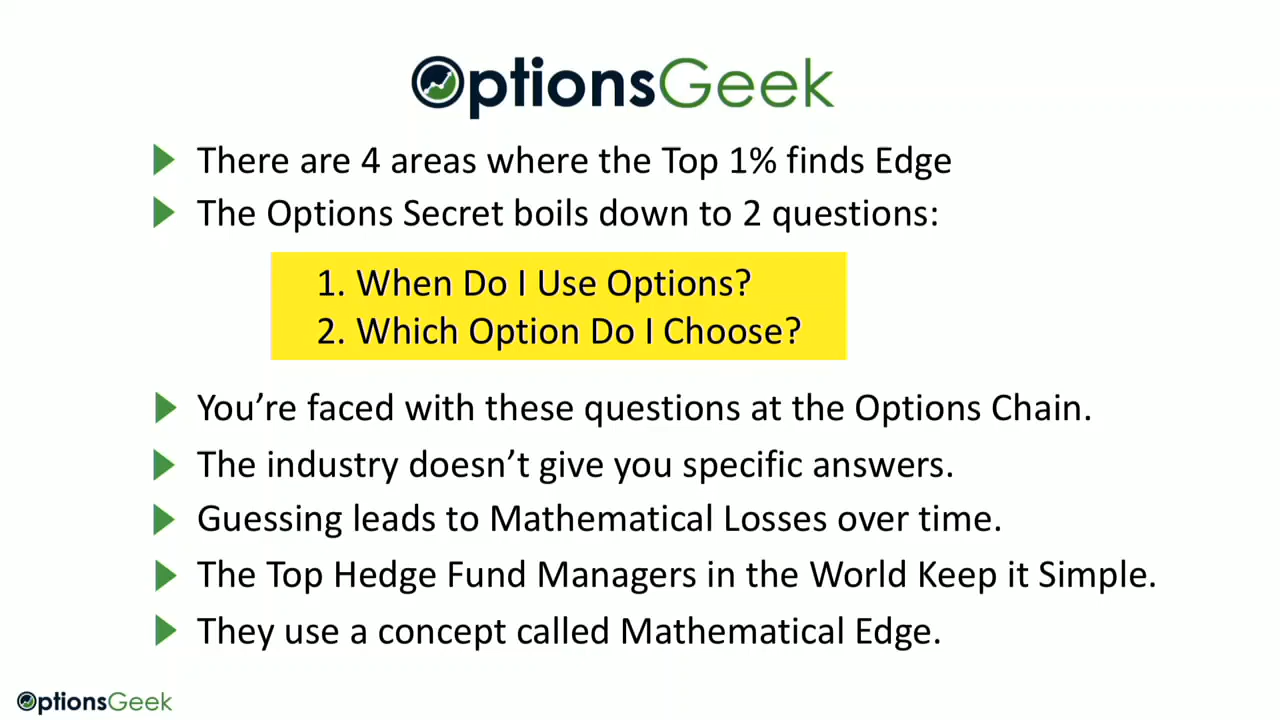 OptionsGeek
There are 4 areas where the Top 1% finds Edge
The Options Secret boils down to 2 questions:
1. When Do I Use Options?
2. Which Option Do I Choose?
You’re faced with these questions at the Options Chain.
The industry doesn’t give you specific answers.
Guessing leads to Mathematical Losses over time.
The Top Hedge Fund Managers in the World Keep it Simple.
They use a concept called Mathematical Edge.
OptionsGeek